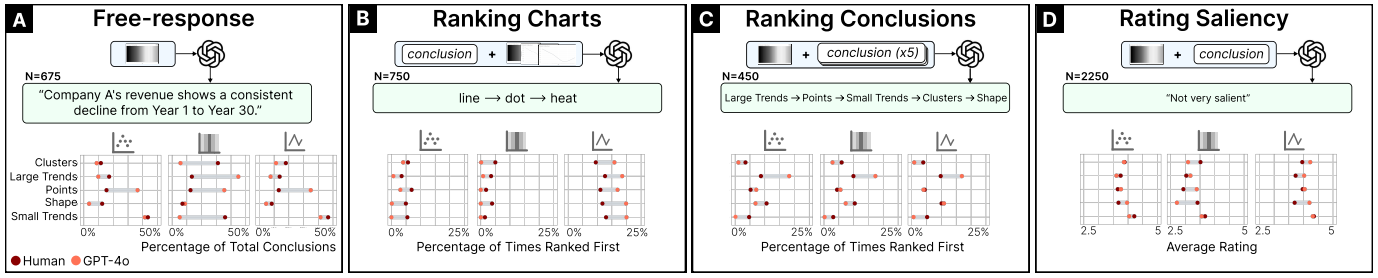 A
Free-response
N=675
“Company A's revenue shows a consistent
decline from Year 1 to Year 30.”
Clusters
Large Trends
Points
Shape
Small Trends
0% 50% 0% 50% 0% 50%
Percentage of Total Conclusions
Human GPT-4o
B
Ranking Charts
conclusion +
N=750
line → dot → heat
0% 25% 0% 25% 0% 25%
Percentage of Times Ranked First
C
Ranking Conclusions
+ conclusion (x5)
N=450
Large Trends → Points → Small Trends → Clusters → Shape
0% 25% 0% 25% 0% 25%
Percentage of Times Ranked First
D
Rating Saliency
+ conclusion
N=2250
“Not very salient”
2.5 5 2.5 5 2.5 5
Average Rating